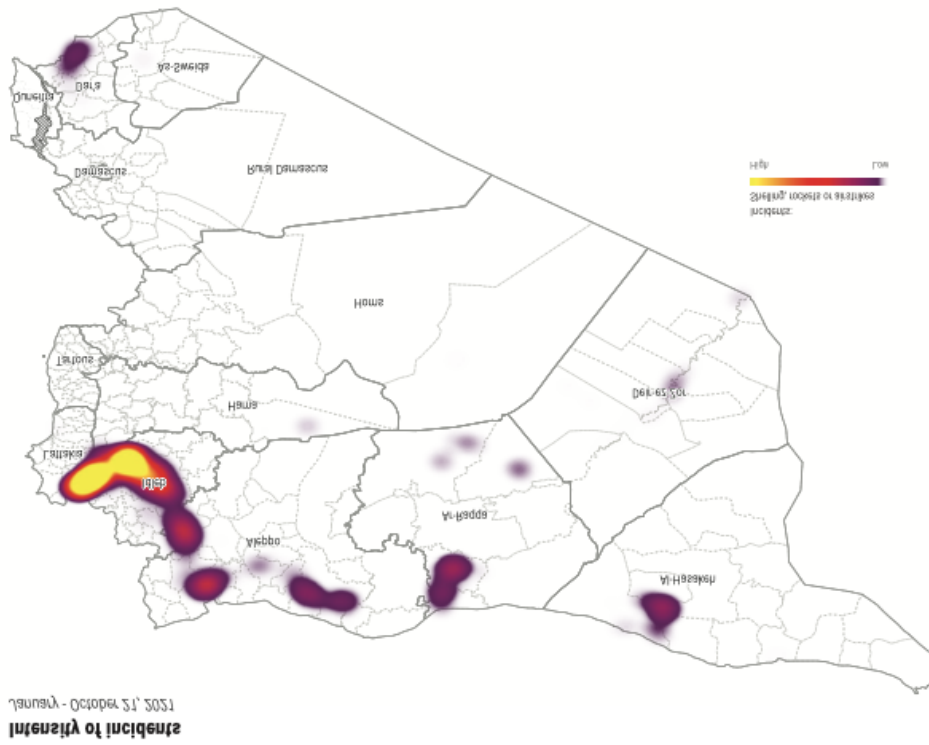 Intensity of incidents
January - October 21, 2021
Al-Hasakeh
Aleppo
Ar-Raqqa
Idleb
Lattakia
Hama
Deir-ez-Zor
Tartous
Homs
Incidents:
Shelling, rockets or airstrikes
High Low
Rural Damascus
Damascus
Quneitra
Dar'a
As-Sweida